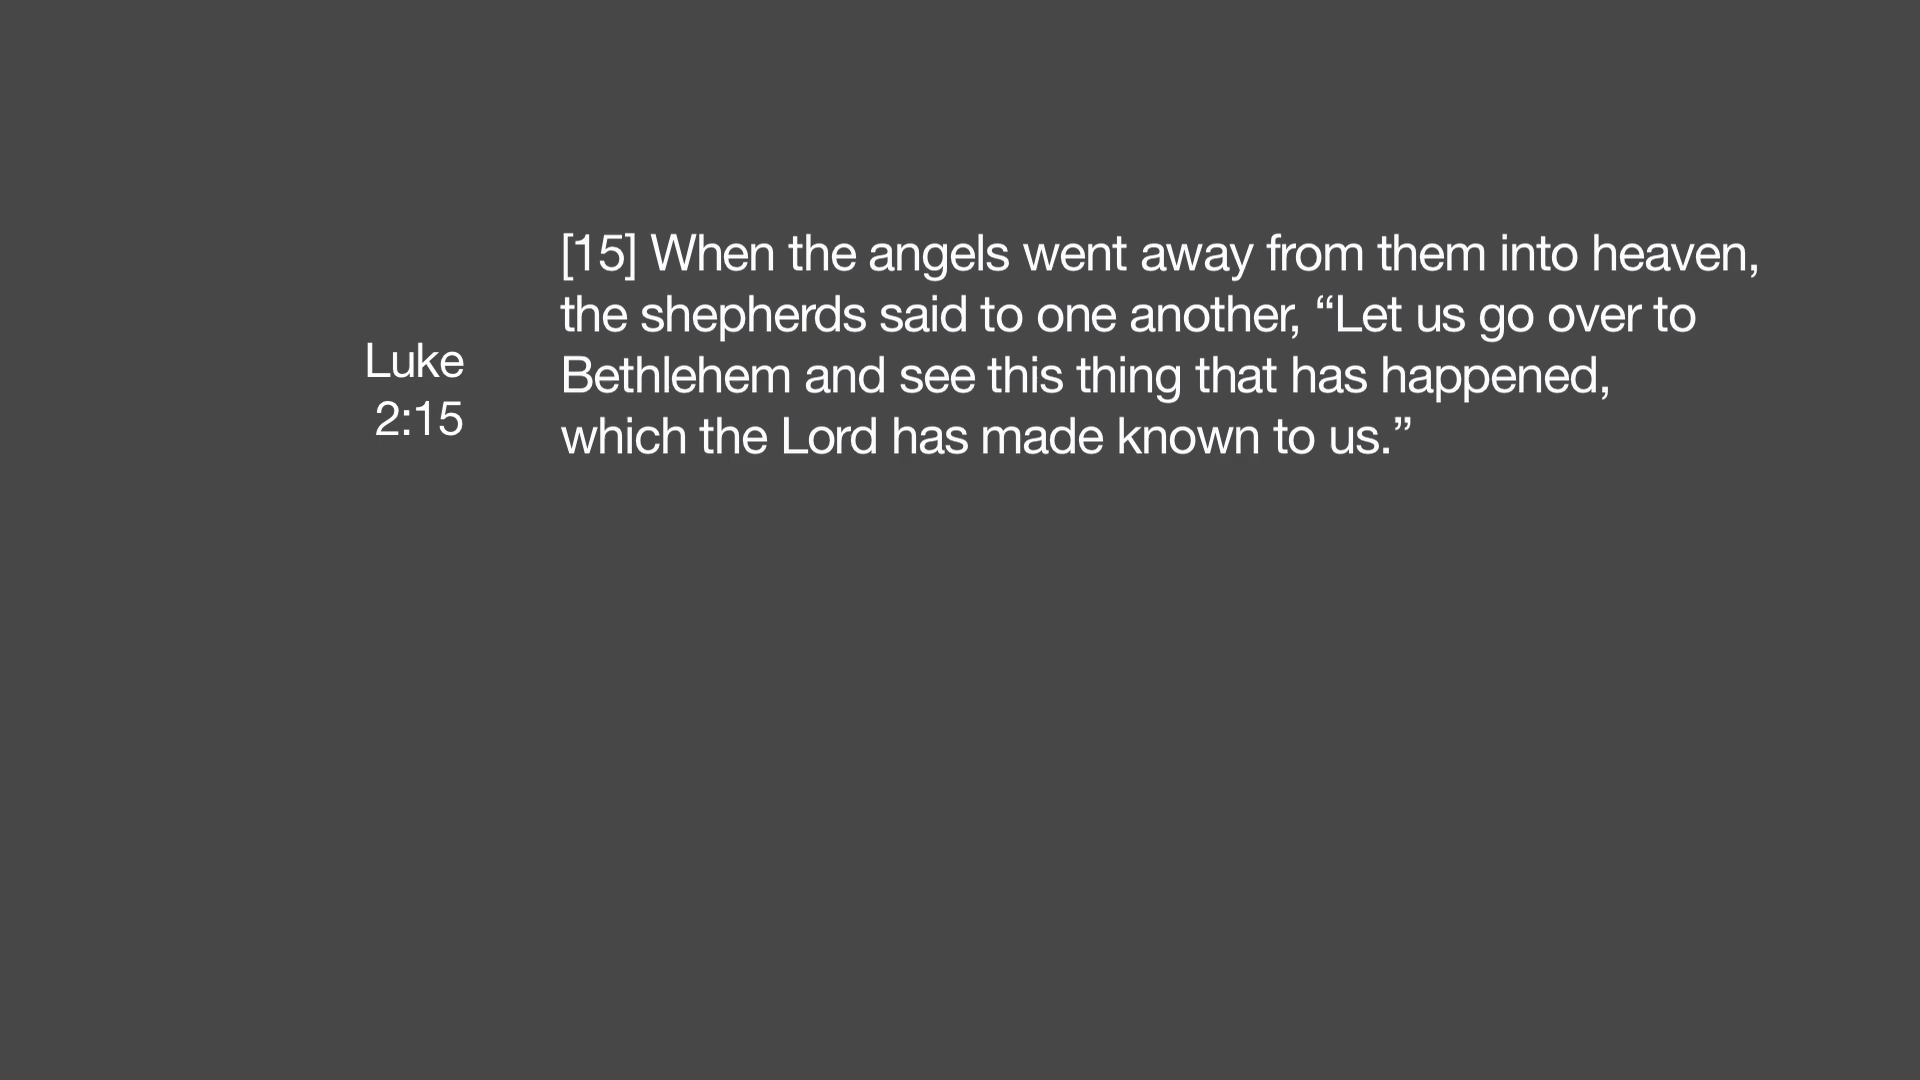 Luke
2:15
[15] When the angels went away from them into heaven,
the shepherds said to one another, “Let us go over to
Bethlehem and see this thing that has happened,
which the Lord has made known to us.”